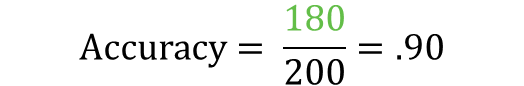 Accuracy = 180/200 = .90